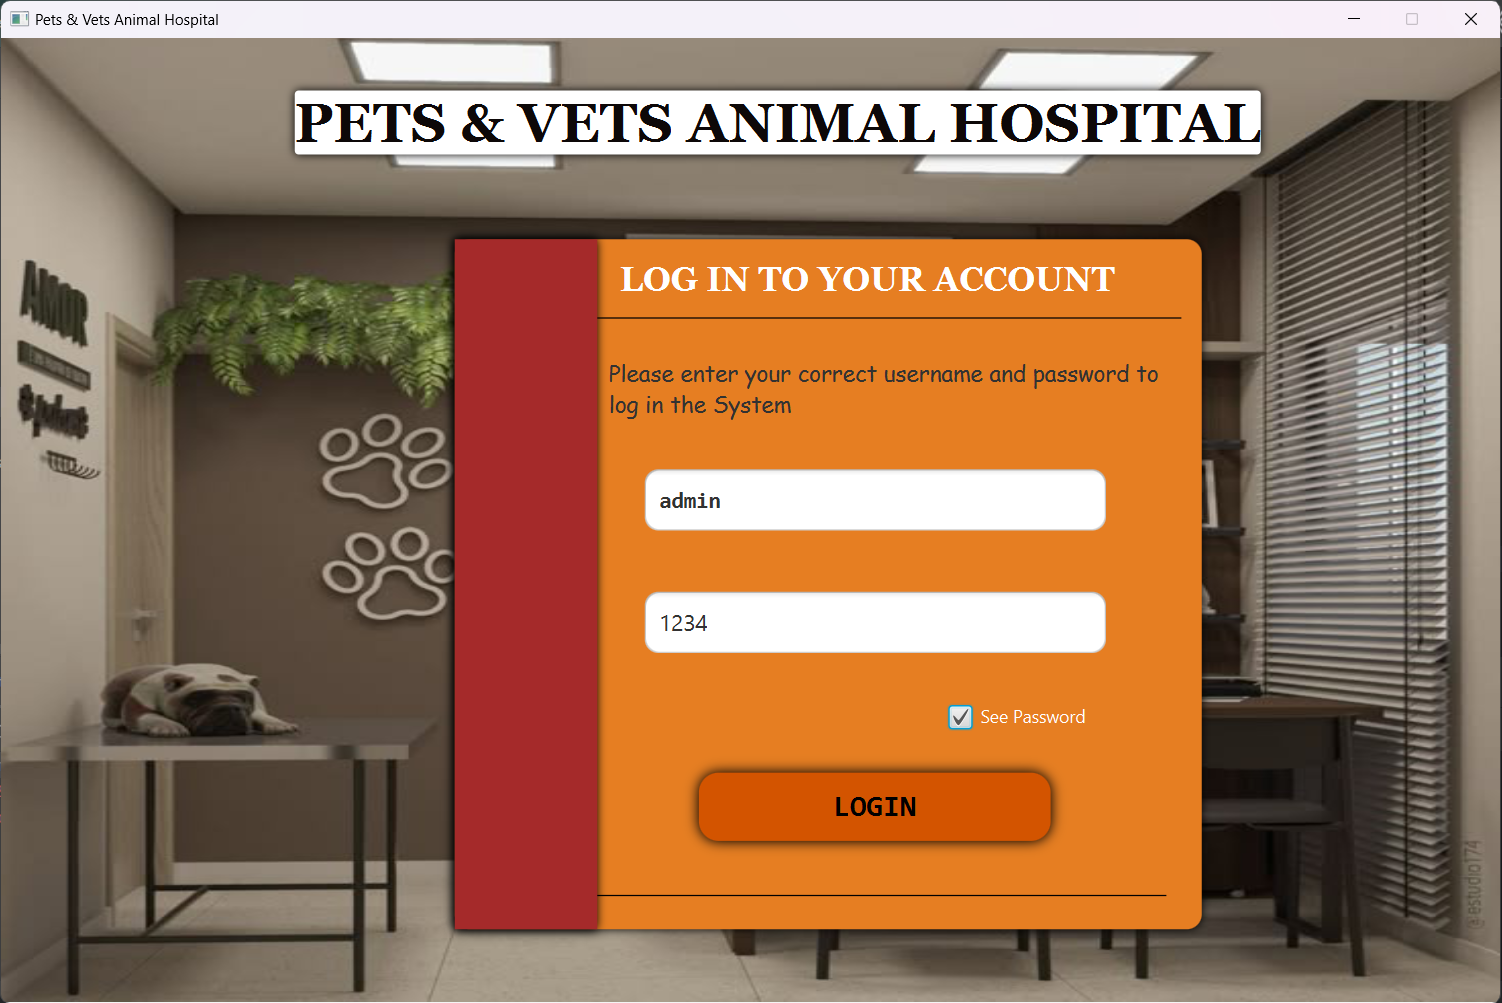 Pets & Vets Animal Hospital
PETS & VETS ANIMAL HOSPITAL
LOG IN TO YOUR ACCOUNT
AMOR
Please enter your correct username and password to
log in the System
admin
1234
See Password
LOGIN
@estudio174